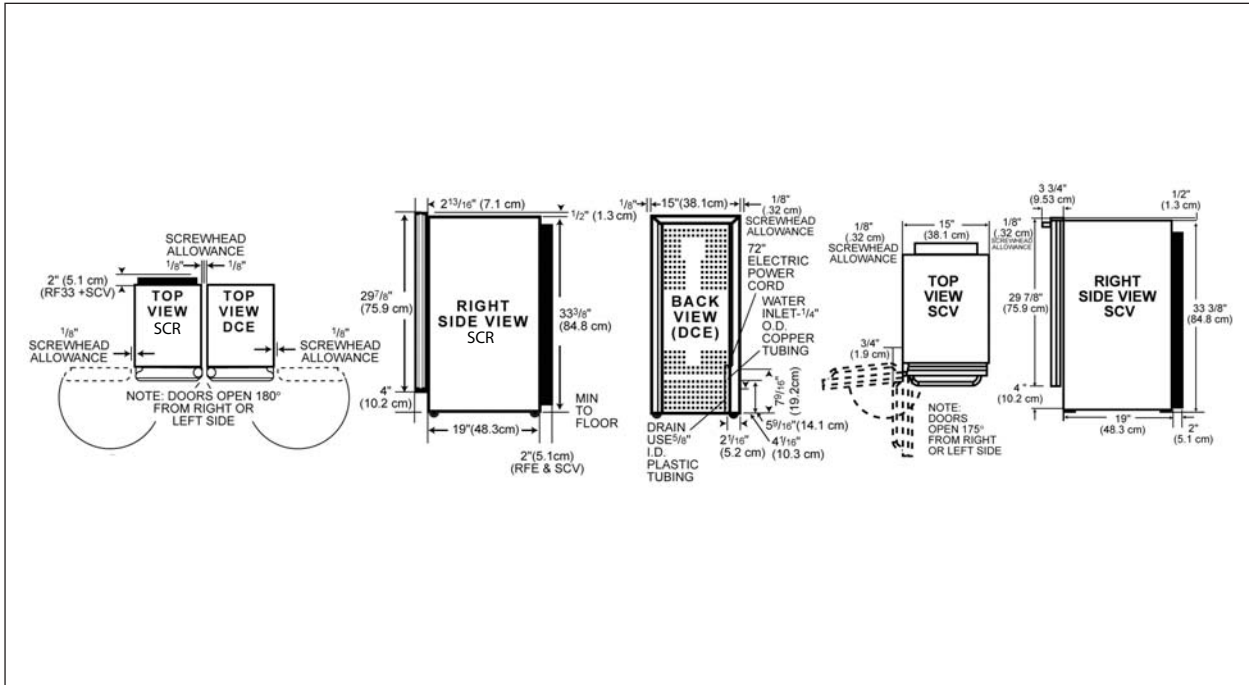 SCREWHEAD
ALLOWANCE
1/8" 1/8"
2" (5.1 cm)
(RF33 +SCV)
TOP
VIEW
SCR
TOP
VIEW
DCE
1/8"
SCREWHEAD
ALLOWANCE
1/8"
SCREWHEAD
ALLOWANCE
NOTE: DOORS OPEN 180°
FROM RIGHT OR
LEFT SIDE
2 13/16" (7.1 cm)
1/2" (1.3 cm)
29 7/8"
(75.9 cm)
RIGHT
SIDE VIEW
SCR
33 3/8"
(84.8 cm)
4"
(10.2 cm)
19"(48.3cm)
MIN
TO
FLOOR
2"(5.1cm)
(RFE & SCV)
1/8" 15"(38.1cm) 1/8"
(.32 cm)
SCREWHEAD
ALLOWANCE
72"
ELECTRIC
POWER
CORD
BACK
VIEW
(DCE)
WATER
INLET-1/4"
O.D.
COPPER
TUBING
7 9/16"
(19.2cm)
5 9/16"(14.1 cm)
4 1/16"
(10.3 cm)
2 1/16"
(5.2 cm)
DRAIN
USE 5/8"
I.D.
PLASTIC
TUBING
1/8"
(.32 cm)
SCREWHEAD
ALLOWANCE
15"
(38.1 cm)
1/8"
(.32 cm)
SCREWHEAD
ALLOWANCE
TOP
VIEW
SCV
3/4"
(1.9 cm)
NOTE:
DOORS
OPEN 175°
FROM RIGHT
OR LEFT SIDE
3 3/4"
(9.53 cm)
1/2"
(1.3 cm)
29 7/8"
(75.9 cm)
RIGHT
SIDE VIEW
SCV
33 3/8"
(84.8 cm)
4"
(10.2 cm)
19"
(48.3 cm)
2"
(5.1 cm)